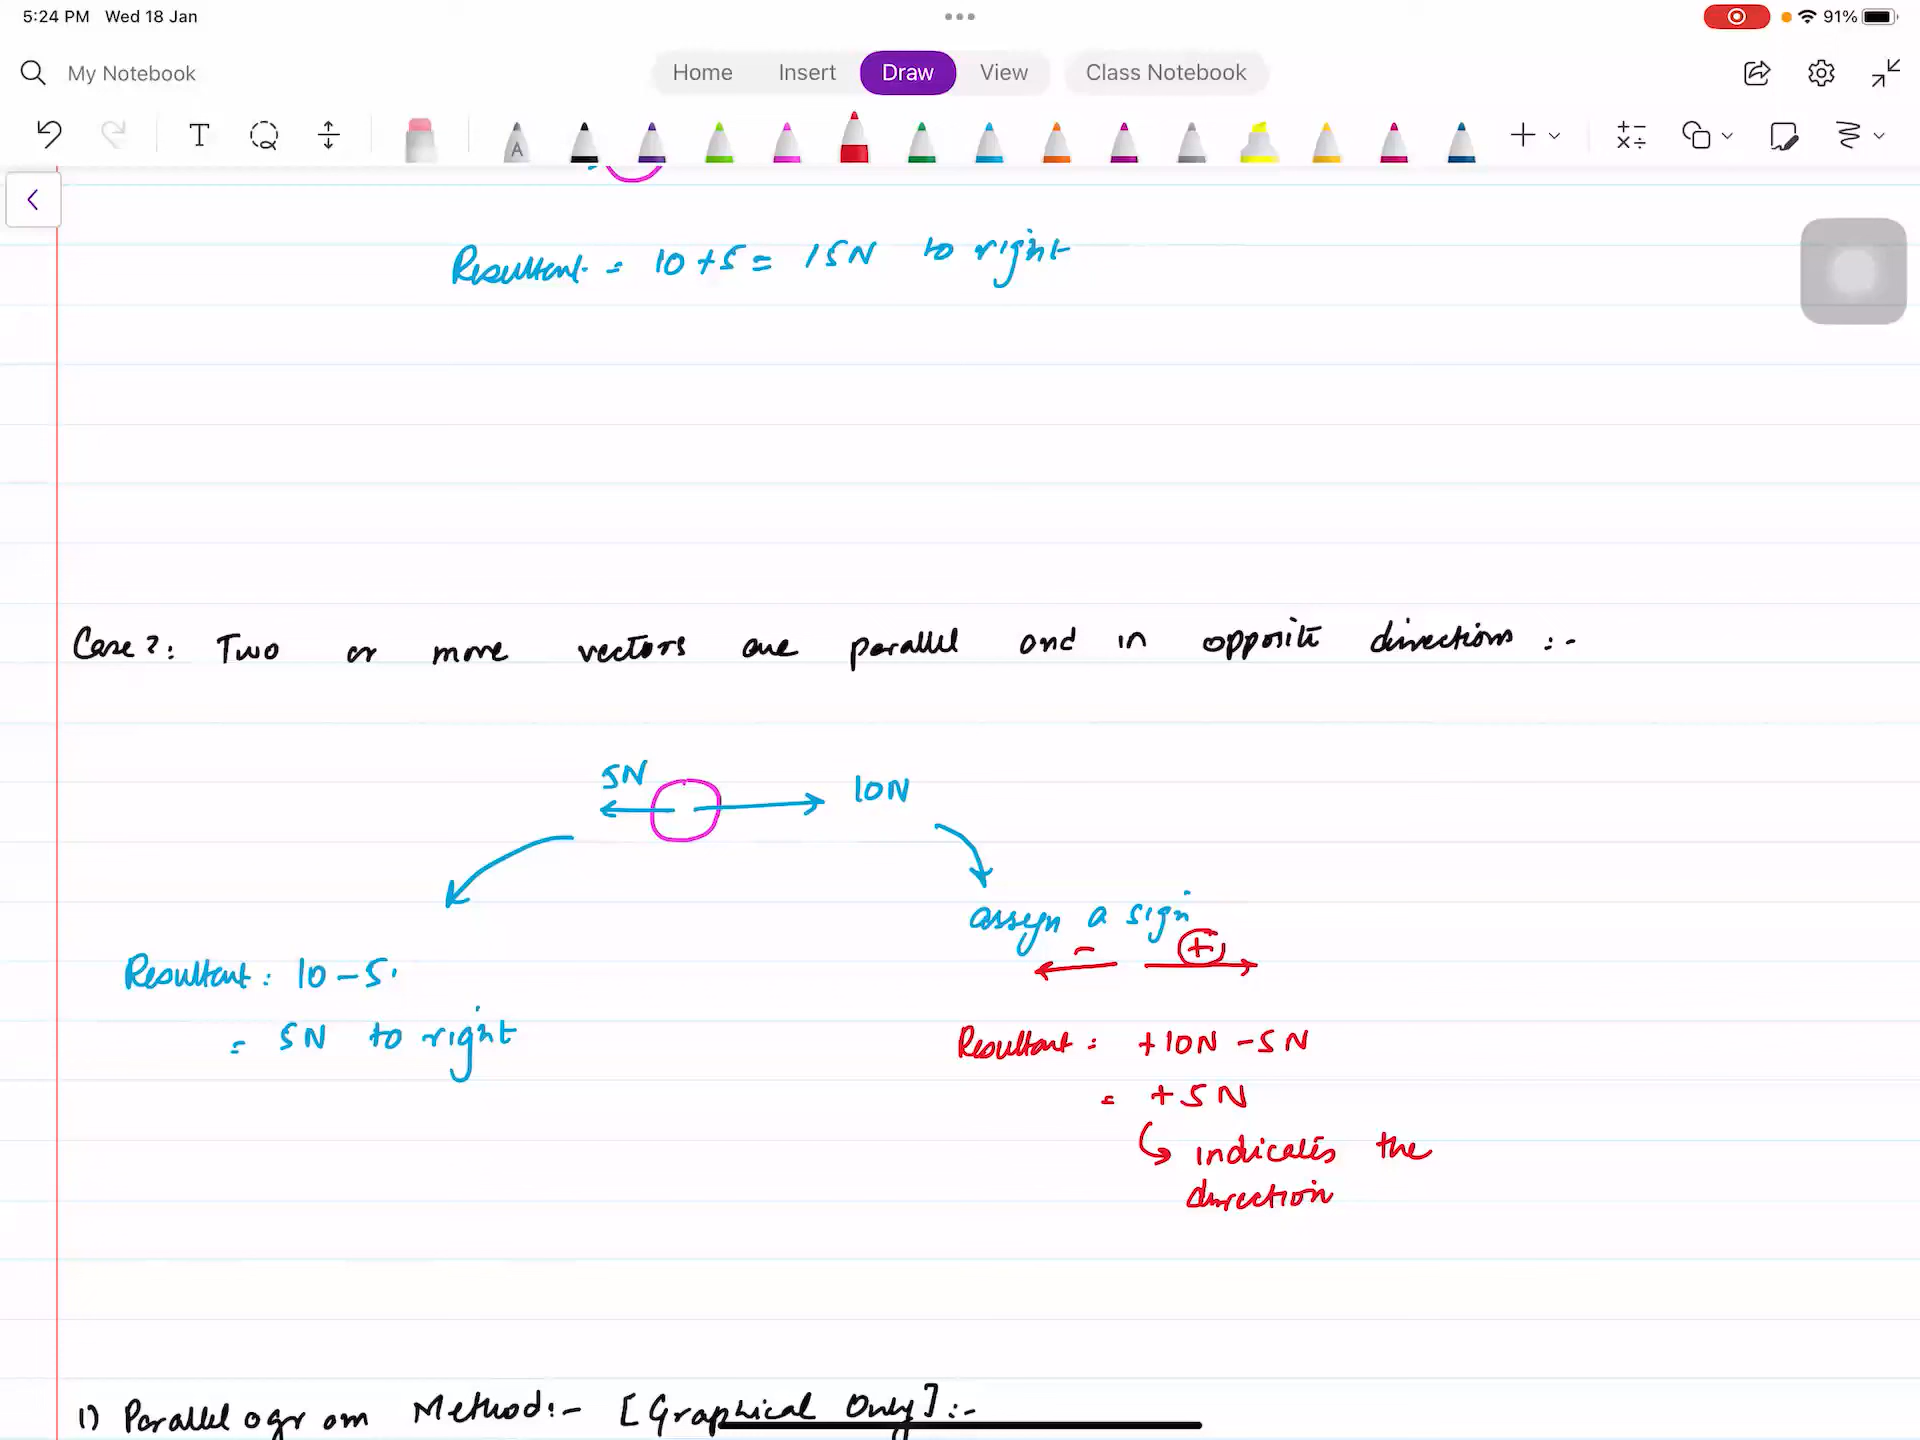 5:24 PM Wed 18 Jan
91%
My Notebook
Home Insert Draw View Class Notebook
T
A
Resultant = 10 + 5 = 15N to right
Case 2: Two or more vectors are parallel and in opposite directions :-
5N
10N
assign a sign
- +
Resultant : 10 - 5
= 5N to right
Resultant = +10N - 5N
= +5N
indicates the
direction
1) Parallelogram Method:- [Graphical Only]:-